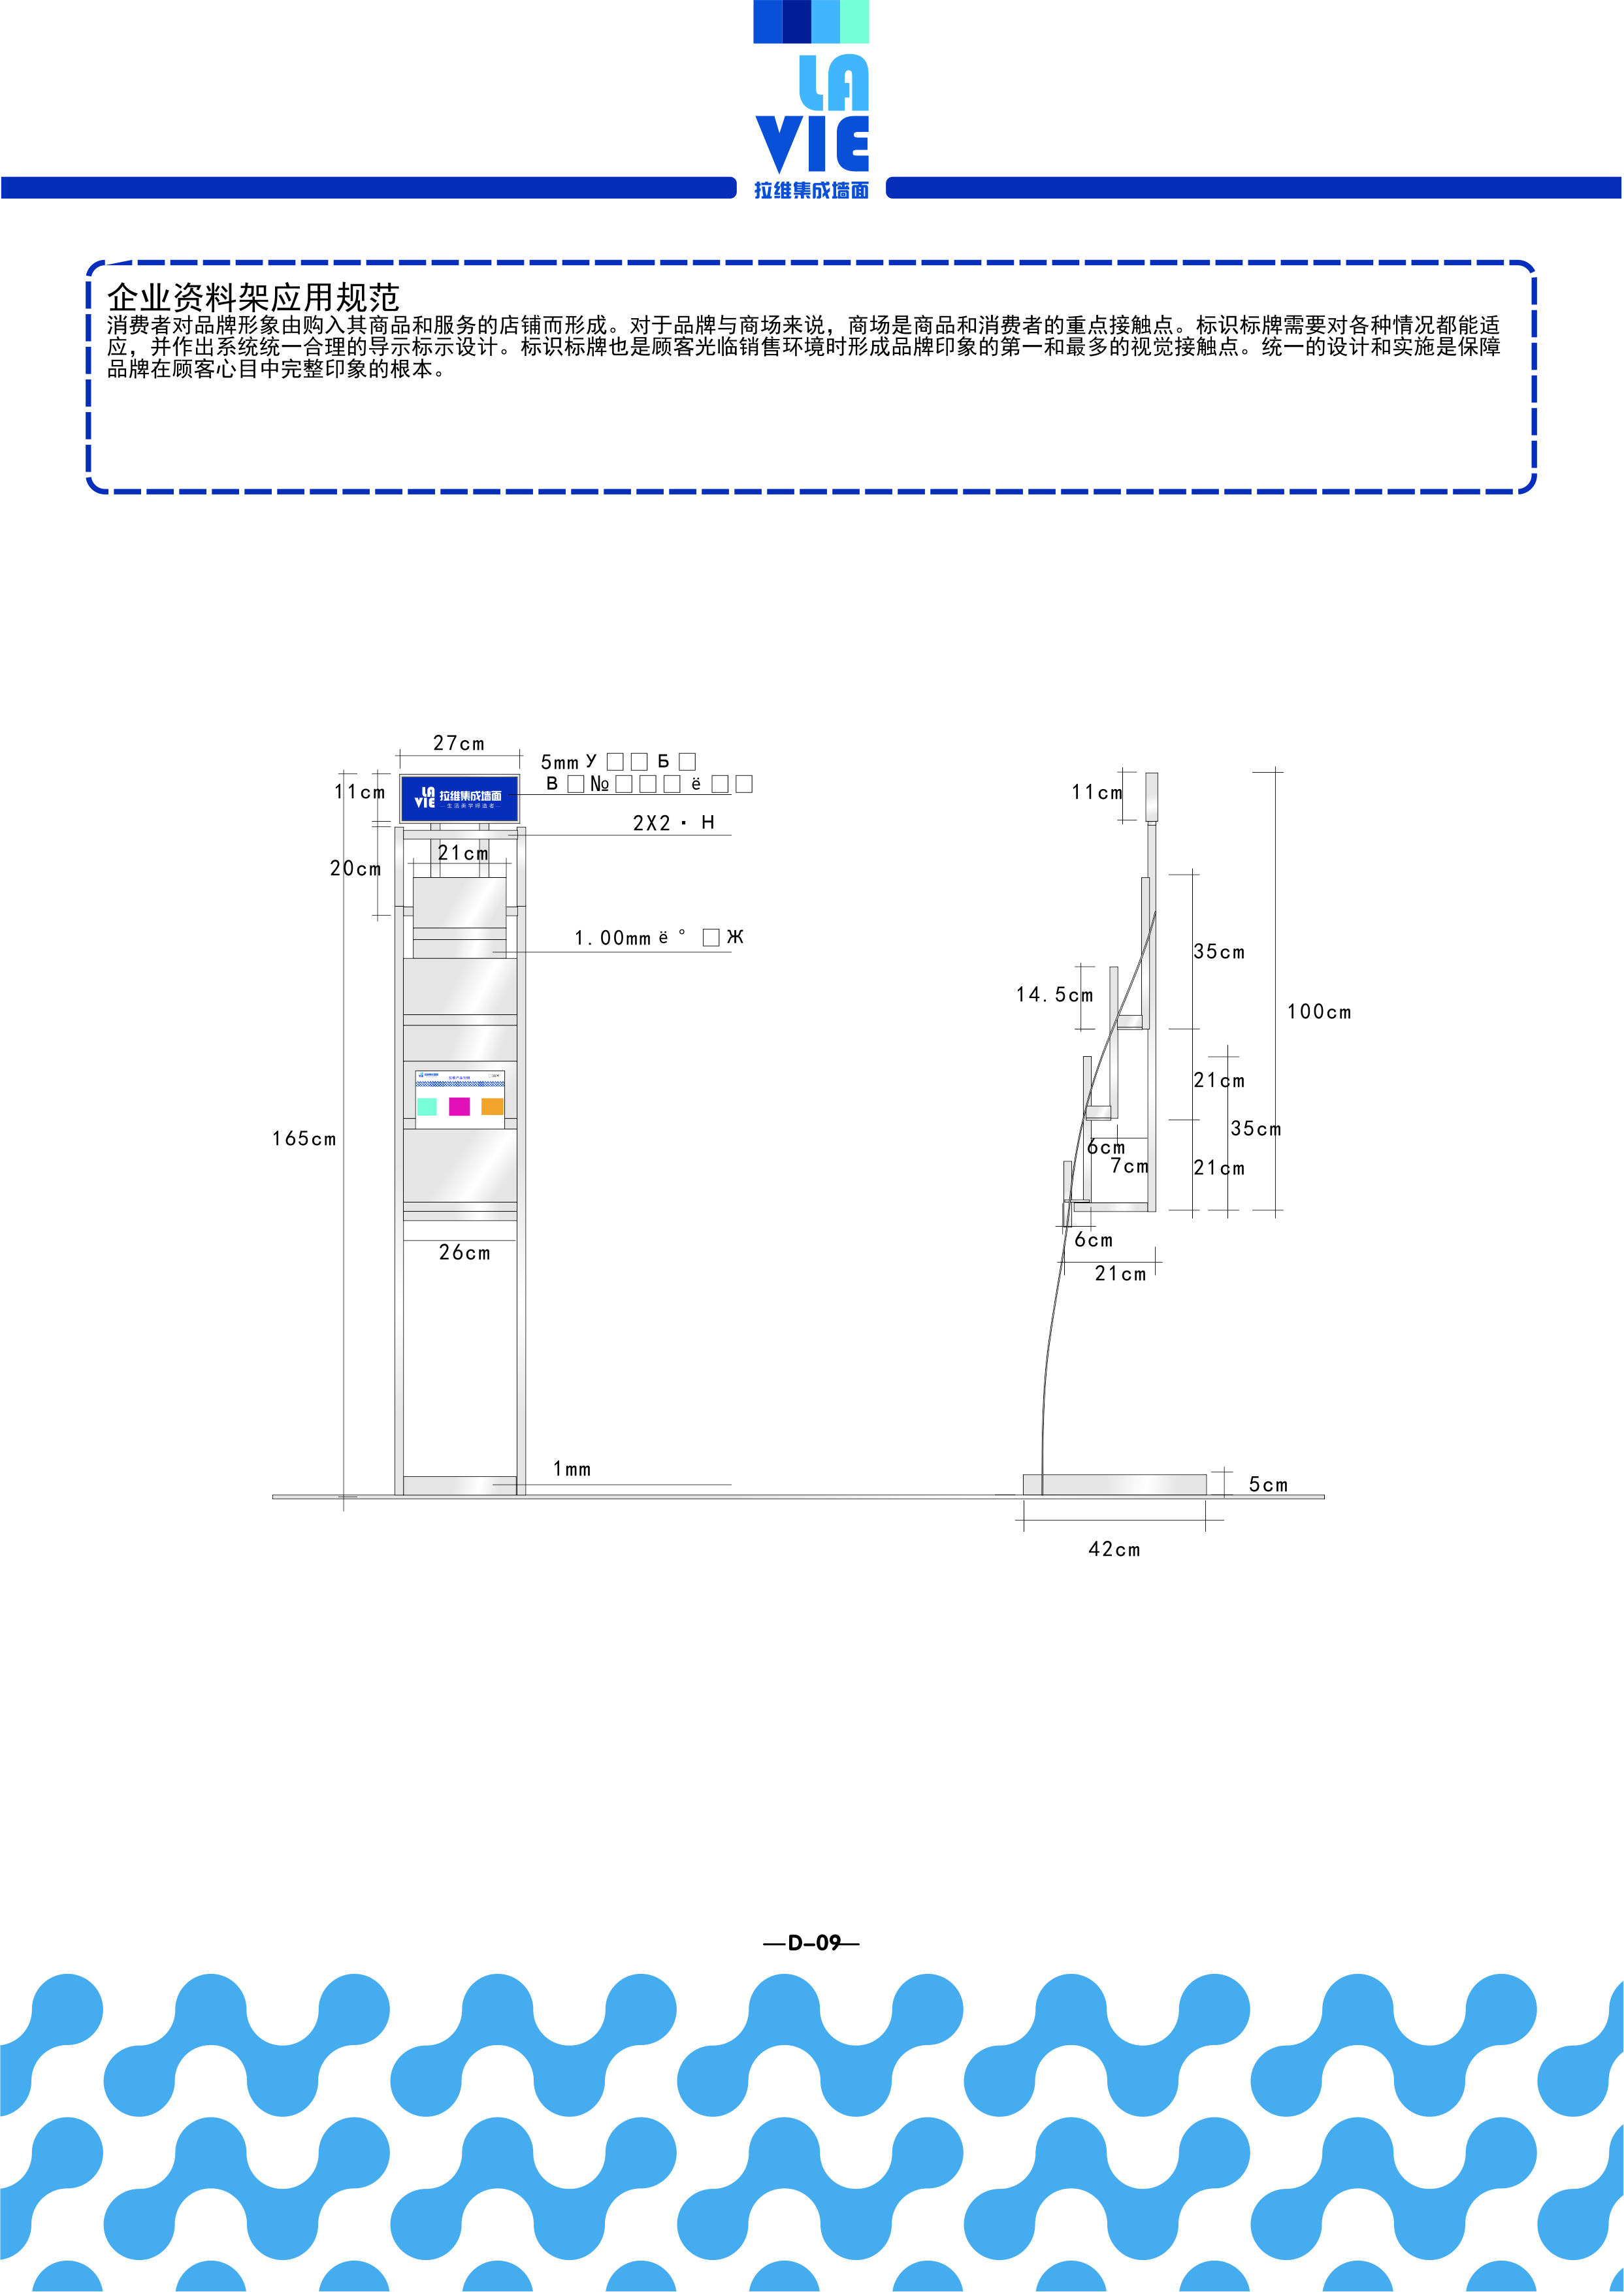 LA
VIE
拉维集成墙面
企业资料架应用规范
消费者对品牌形象由购入其商品和服务的店铺而形成。对于品牌与商场来说，商场是商品和消费者的重点接触点。标识标牌需要对各种情况都能适
应，并作出系统统一合理的导示标示设计。标识标牌也是顾客光临销售环境时形成品牌印象的第一和最多的视觉接触点。统一的设计和实施是保障
品牌在顾客心目中完整印象的根本。
27cm
5mm У□□Б□
В□№□□□ё□□
11cm
LA
VIE
拉维集成墙面
生活美学缔造者
2X2·Н
20cm
21cm
1.00mmё°□Ж
165cm
26cm
1mm
11cm
35cm
14.5cm
100cm
21cm
35cm
6cm
7cm
21cm
6cm
21cm
5cm
42cm
—D-09—